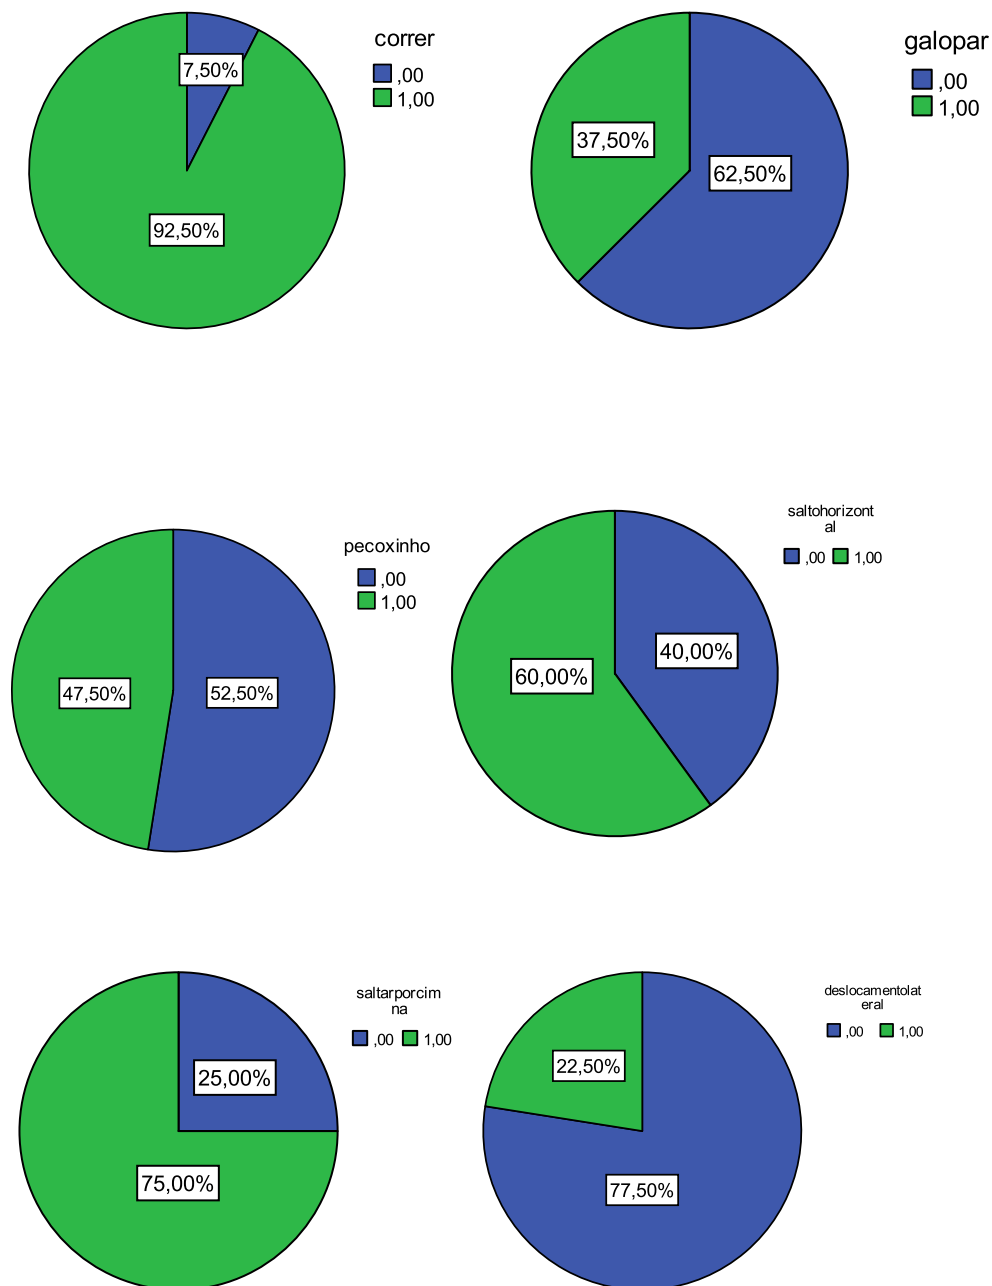 correr
,00
1,00
7,50%
92,50%
galopar
,00
1,00
37,50%
62,50%
pecoxinho
,00
1,00
47,50%
52,50%
saltohorizont
al
,00 1,00
40,00%
60,00%
saltarporcim
na
,00 1,00
25,00%
75,00%
deslocamentolat
eral
,00 1,00
22,50%
77,50%